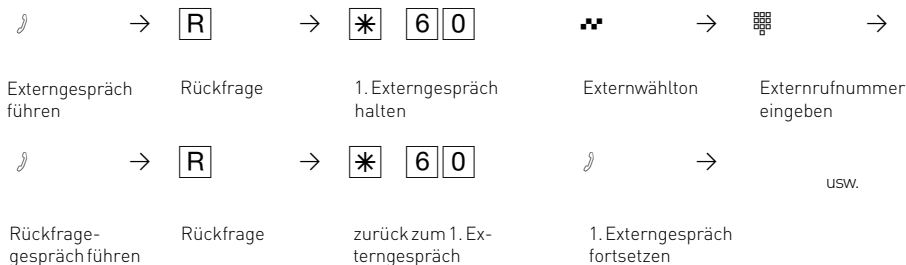 R * 6 0
Externgespräch Rückfrage 1. Externgespräch Externwählton Externrufnummer
führen halten eingeben
R * 6 0
usw.
Rückfrage- Rückfrage zurück zum 1. Ex- 1. Externgespräch
gespräch führen terngespräch fortsetzen